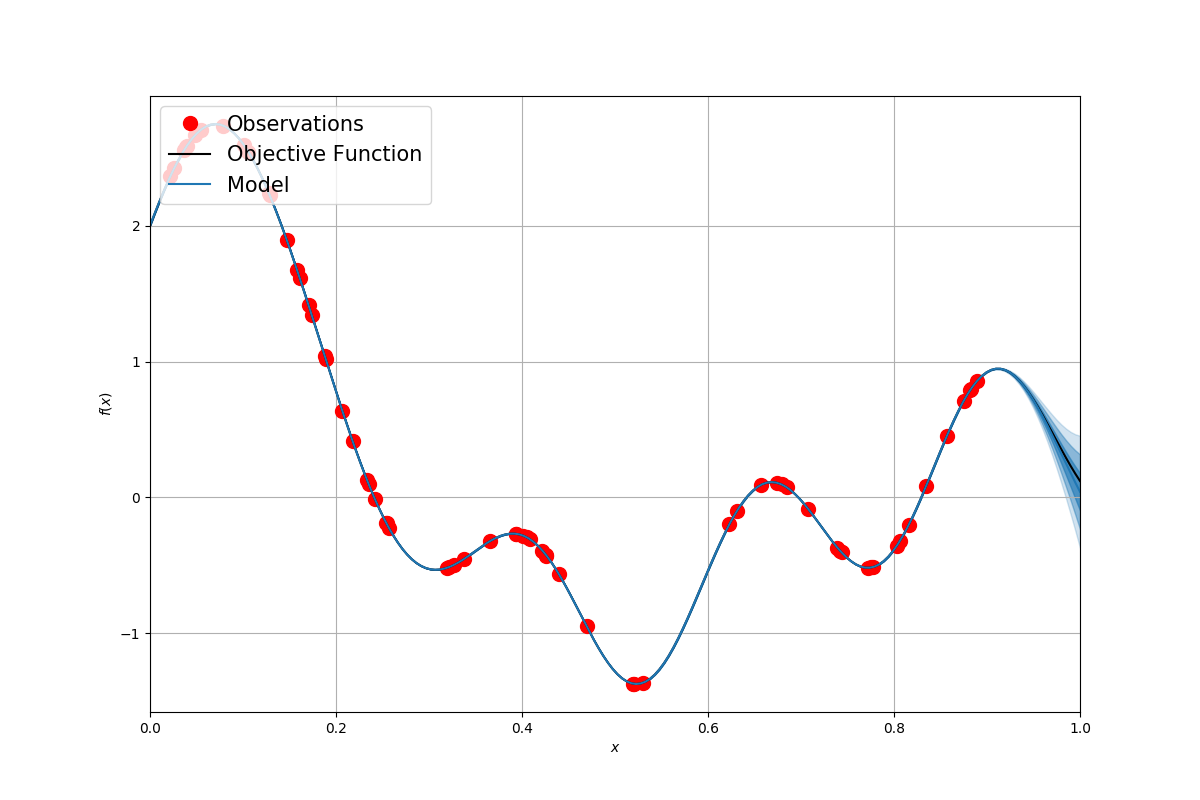 Observations
Objective Function
Model
2
1
0
−1
f(x)
0.0 0.2 0.4 0.6 0.8 1.0
x